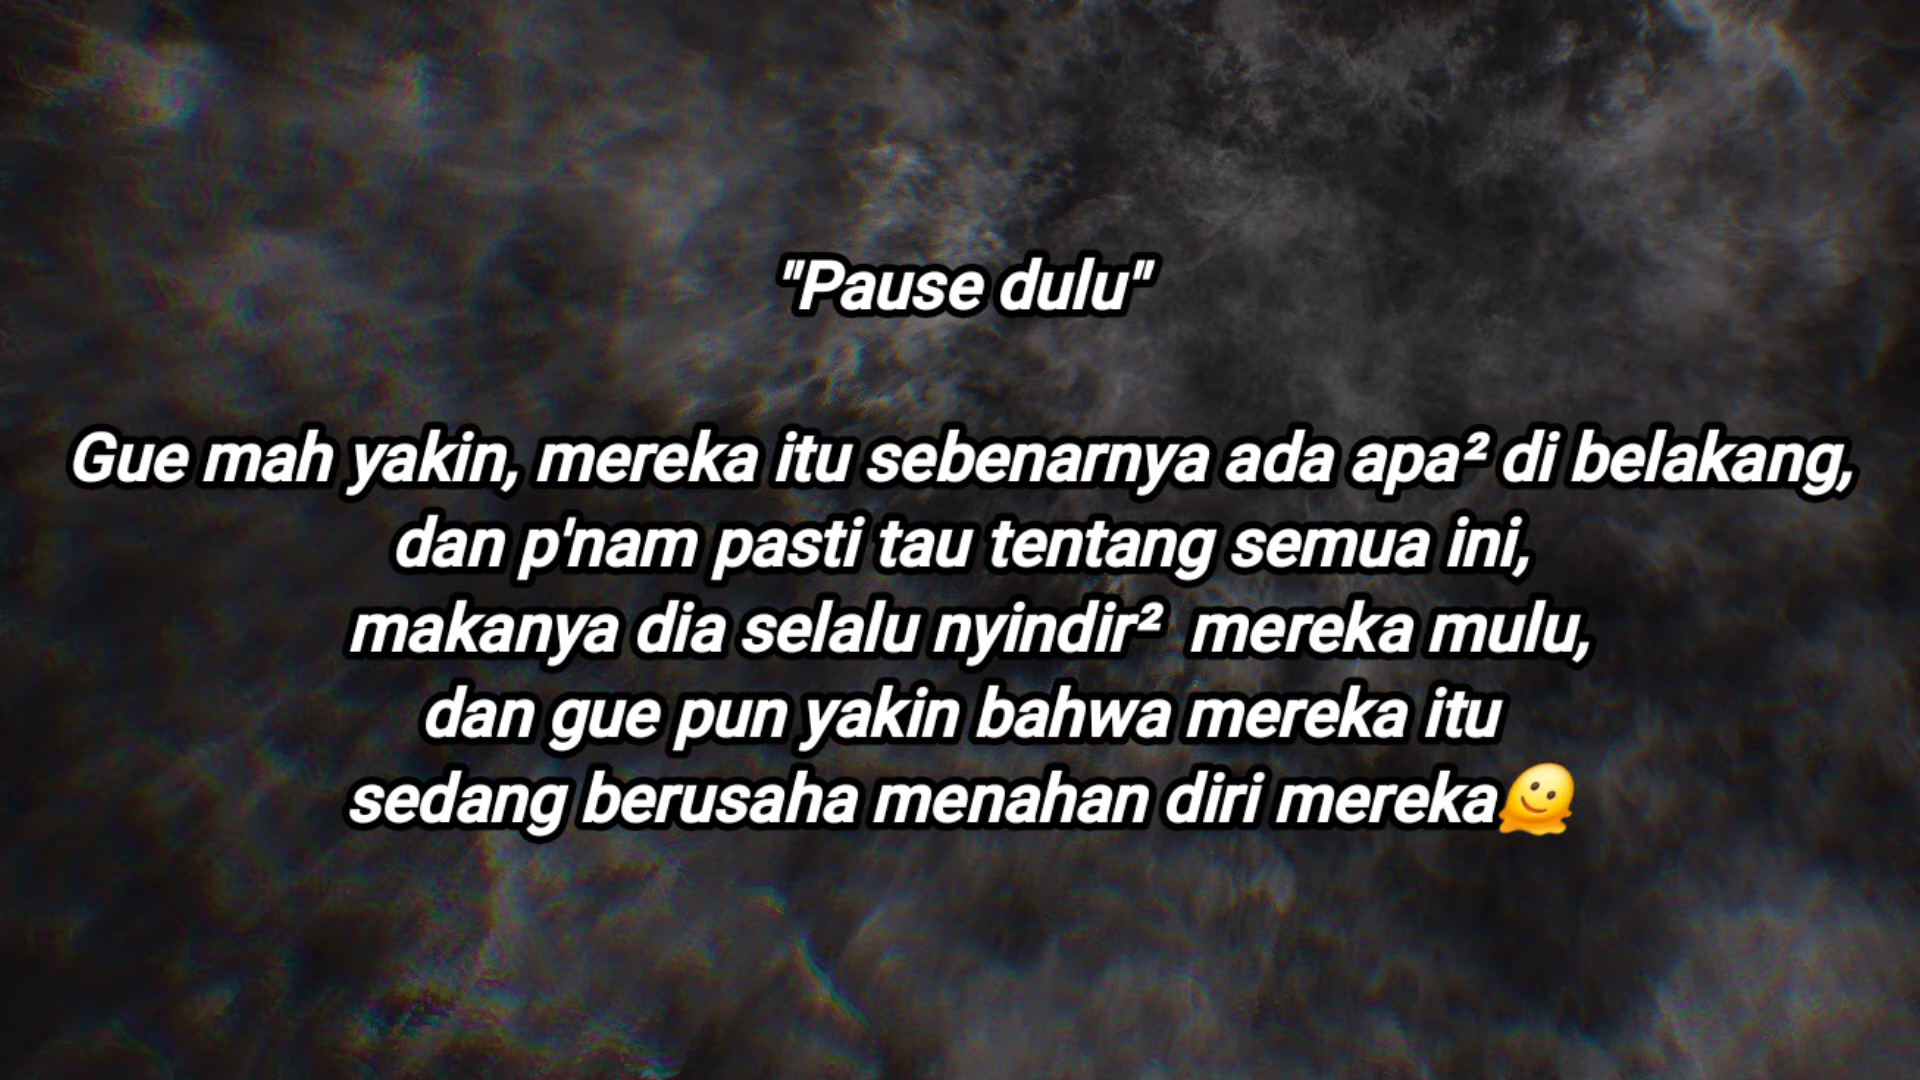 "Pause dulu"
Gue mah yakin, mereka itu sebenarnya ada apa² di belakang,
dan p'nam pasti tau tentang semua ini,
makanya dia selalu nyindir² mereka mulu,
dan gue pun yakin bahwa mereka itu
sedang berusaha menahan diri mereka🫠